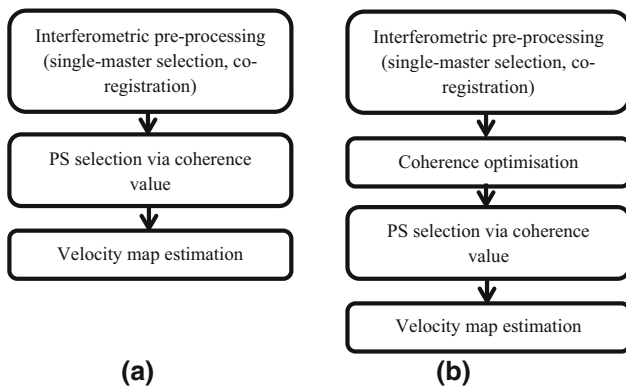 Interferometric pre-processing
(single-master selection, co-
registration)
PS selection via coherence
value
Velocity map estimation
(a)
Interferometric pre-processing
(single-master selection, co-
registration)
Coherence optimisation
PS selection via coherence
value
Velocity map estimation
(b)